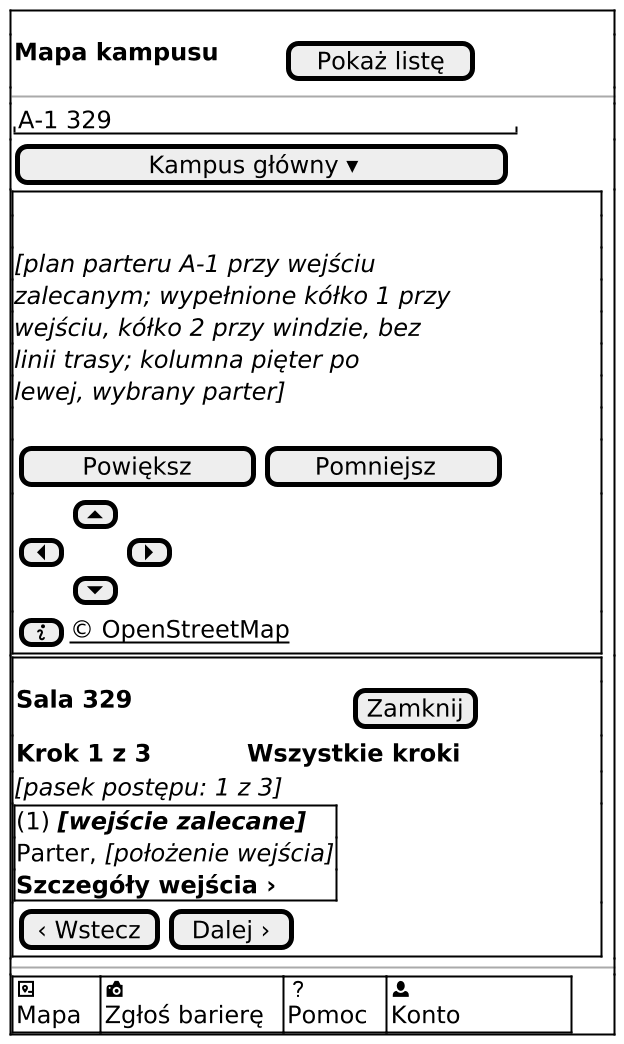 Mapa kampusu Pokaż listę
A-1 329
Kampus główny ▾
[plan parteru A-1 przy wejściu
zalecanym; wypełnione kółko 1 przy
wejściu, kółko 2 przy windzie, bez
linii trasy; kolumna pięter po
lewej, wybrany parter]
Powiększ Pomniejsz
i © OpenStreetMap
Sala 329 Zamknij
Krok 1 z 3 Wszystkie kroki
[pasek postępu: 1 z 3]
(1) [wejście zalecane]
Parter, [położenie wejścia]
Szczegóły wejścia ›
‹ Wstecz Dalej ›
?
Mapa Zgłoś barierę Pomoc Konto